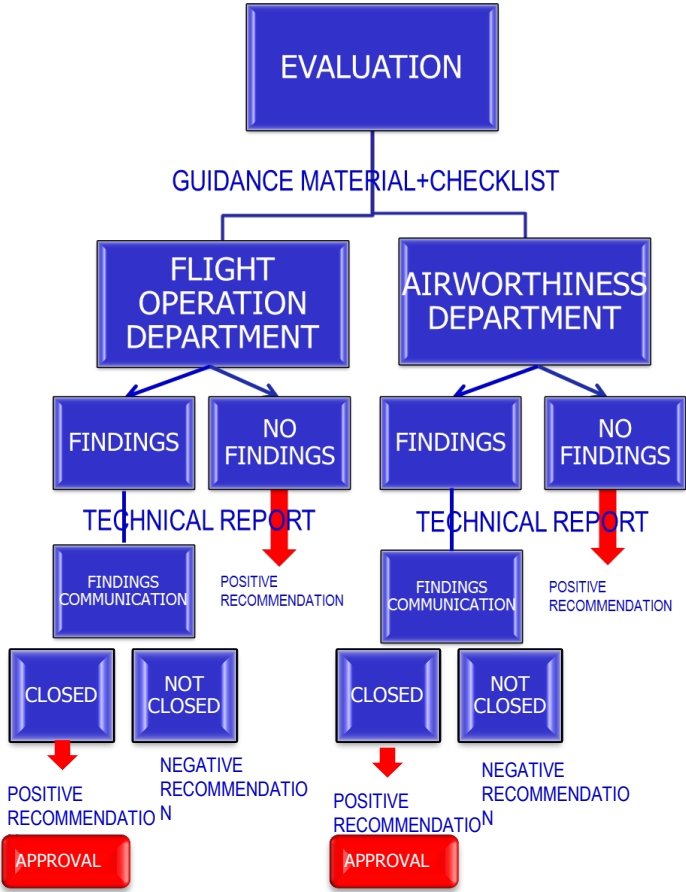 EVALUATION
GUIDANCE MATERIAL+CHECKLIST
FLIGHT
OPERATION
DEPARTMENT
AIRWORTHINESS
DEPARTMENT
FINDINGS
NO
FINDINGS
FINDINGS
NO
FINDINGS
TECHNICAL REPORT
TECHNICAL REPORT
FINDINGS
COMMUNICATION
POSITIVE
RECOMMENDATION
FINDINGS
COMMUNICATION
POSITIVE
RECOMMENDATION
CLOSED
NOT
CLOSED
CLOSED
NOT
CLOSED
POSITIVE
RECOMMENDATIO
NEGATIVE
RECOMMENDATIO
N
POSITIVE
RECOMMENDATIO
NEGATIVE
RECOMMENDATIO
N
APPROVAL
APPROVAL